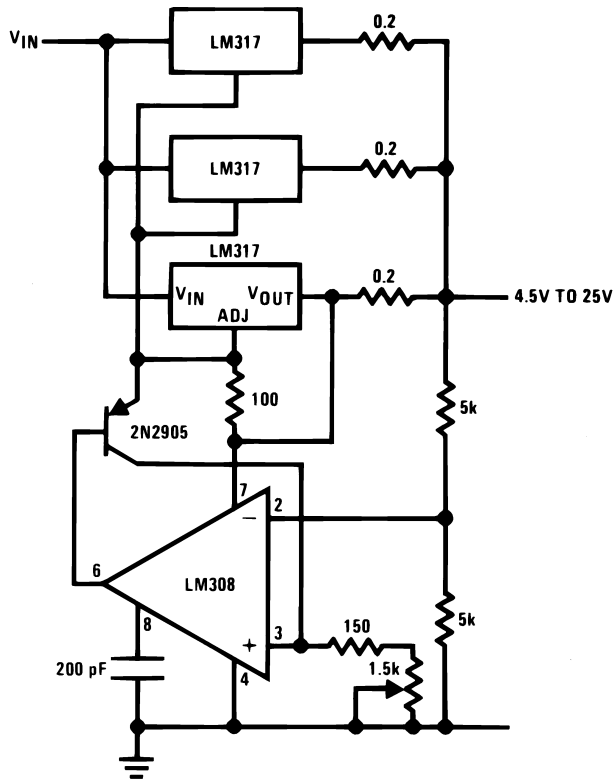 0.2
VIN
LM317
0.2
LM317
LM317
0.2
VIN
VOUT
ADJ
4.5V TO 25V
100
5k
2N2905
7
2
−
6
LM308
8
+
3
150
5k
1.5k
200 pF
4